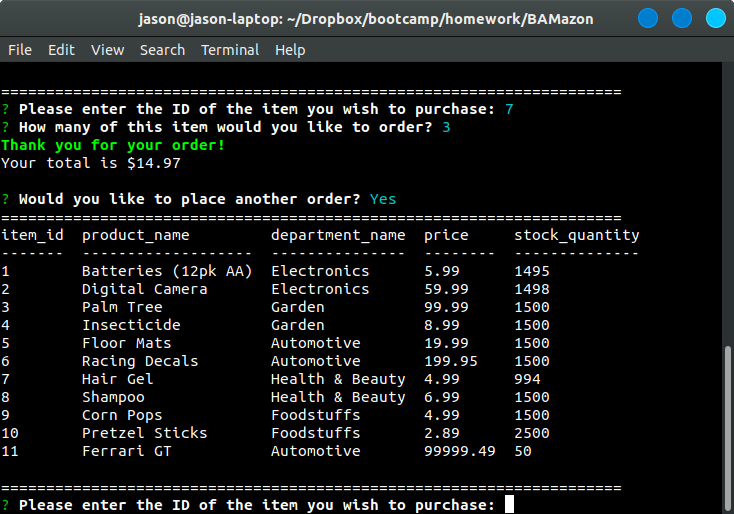 jason@jason-laptop: ~/Dropbox/bootcamp/homework/BAMazon
File Edit View Search Terminal Help
=====================================================================
? Please enter the ID of the item you wish to purchase: 7
? How many of this item would you like to order? 3
Thank you for your order!
Your total is $14.97
? Would you like to place another order? Yes
=====================================================================
item_id  product_name         department_name  price     stock_quantity
-------  -------------------  ---------------  --------  --------------
1        Batteries (12pk AA)  Electronics      5.99      1495
2        Digital Camera       Electronics      59.99     1498
3        Palm Tree            Garden           99.99     1500
4        Insecticide          Garden           8.99      1500
5        Floor Mats           Automotive       19.99     1500
6        Racing Decals        Automotive       199.95    1500
7        Hair Gel             Health & Beauty  4.99      994
8        Shampoo              Health & Beauty  6.99      1500
9        Corn Pops            Foodstuffs       4.99      1500
10       Pretzel Sticks       Foodstuffs       2.89      2500
11       Ferrari GT           Automotive       99999.49  50
=====================================================================
? Please enter the ID of the item you wish to purchase: